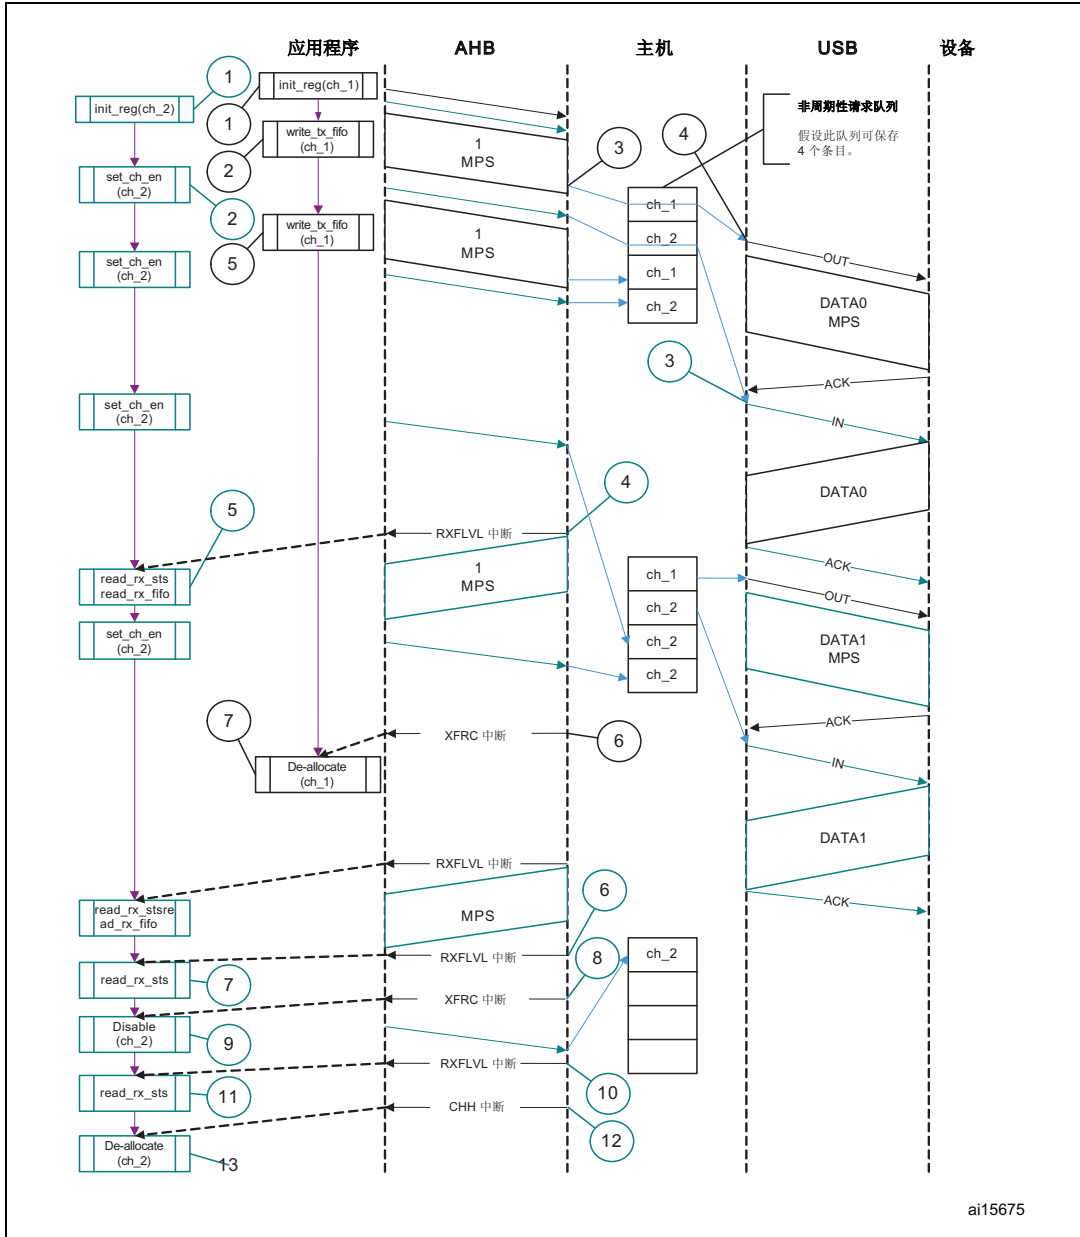 应用程序
AHB
主机
USB
设备
1
init_reg(ch_2)
init_reg(ch_1)
1
非周期性请求队列
假设此队列可保存
4 个条目。
write_tx_fifo
(ch_1)
2
1
MPS
3
4
set_ch_en
(ch_2)
2
ch_1
write_tx_fifo
(ch_1)
5
1
MPS
ch_2
set_ch_en
(ch_2)
ch_1
ch_2
OUT
DATA0
MPS
3
ACK
set_ch_en
(ch_2)
IN
4
DATA0
5
RXFLVL 中断
read_rx_sts
read_rx_fifo
1
MPS
ch_1
ACK
OUT
ch_2
set_ch_en
(ch_2)
ch_2
ch_2
DATA1
MPS
7
XFRC 中断
6
ACK
De-allocate
(ch_1)
IN
DATA1
RXFLVL 中断
6
ACK
read_rx_stsre
ad_rx_fifo
MPS
RXFLVL 中断
8
ch_2
read_rx_sts
7
XFRC 中断
Disable
(ch_2)
9
RXFLVL 中断
10
read_rx_sts
11
CHH 中断
12
De-allocate
(ch_2)
13
ai15675